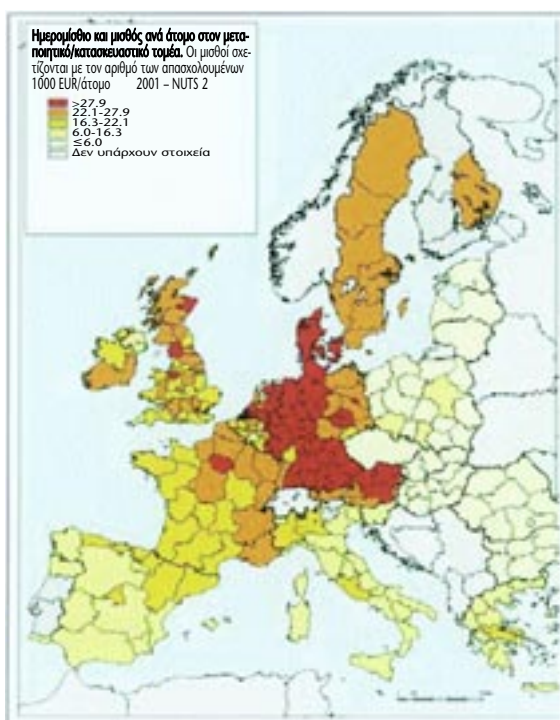 Ημερομίσθιο και μισθός ανά άτομο στον μετα-
ποιητικό/κατασκευαστικό τομέα. Οι μισθοί σχε-
τίζονται με τον αριθμό των απασχολουμένων
1000 EUR/άτομο 2001 – NUTS 2
>27.9
22.1-27.9
16.3-22.1
6.0-16.3
≤6.0
Δεν υπάρχουν στοιχεία